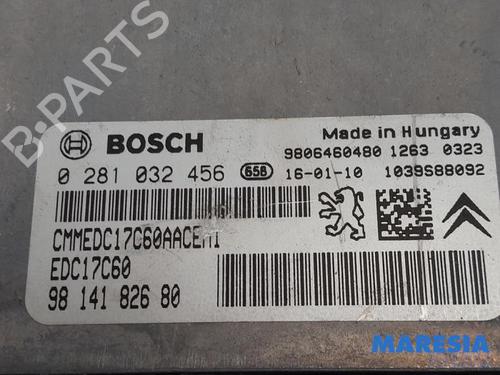 BOSCH
Made in Hungary
9806460480 1263 0323
0 281 032 456 658 16-01-10 1039S88092
CMMEDC17C60AACEMI
EDC17C60
98 141 826 80
B-PARTS
MARESIA